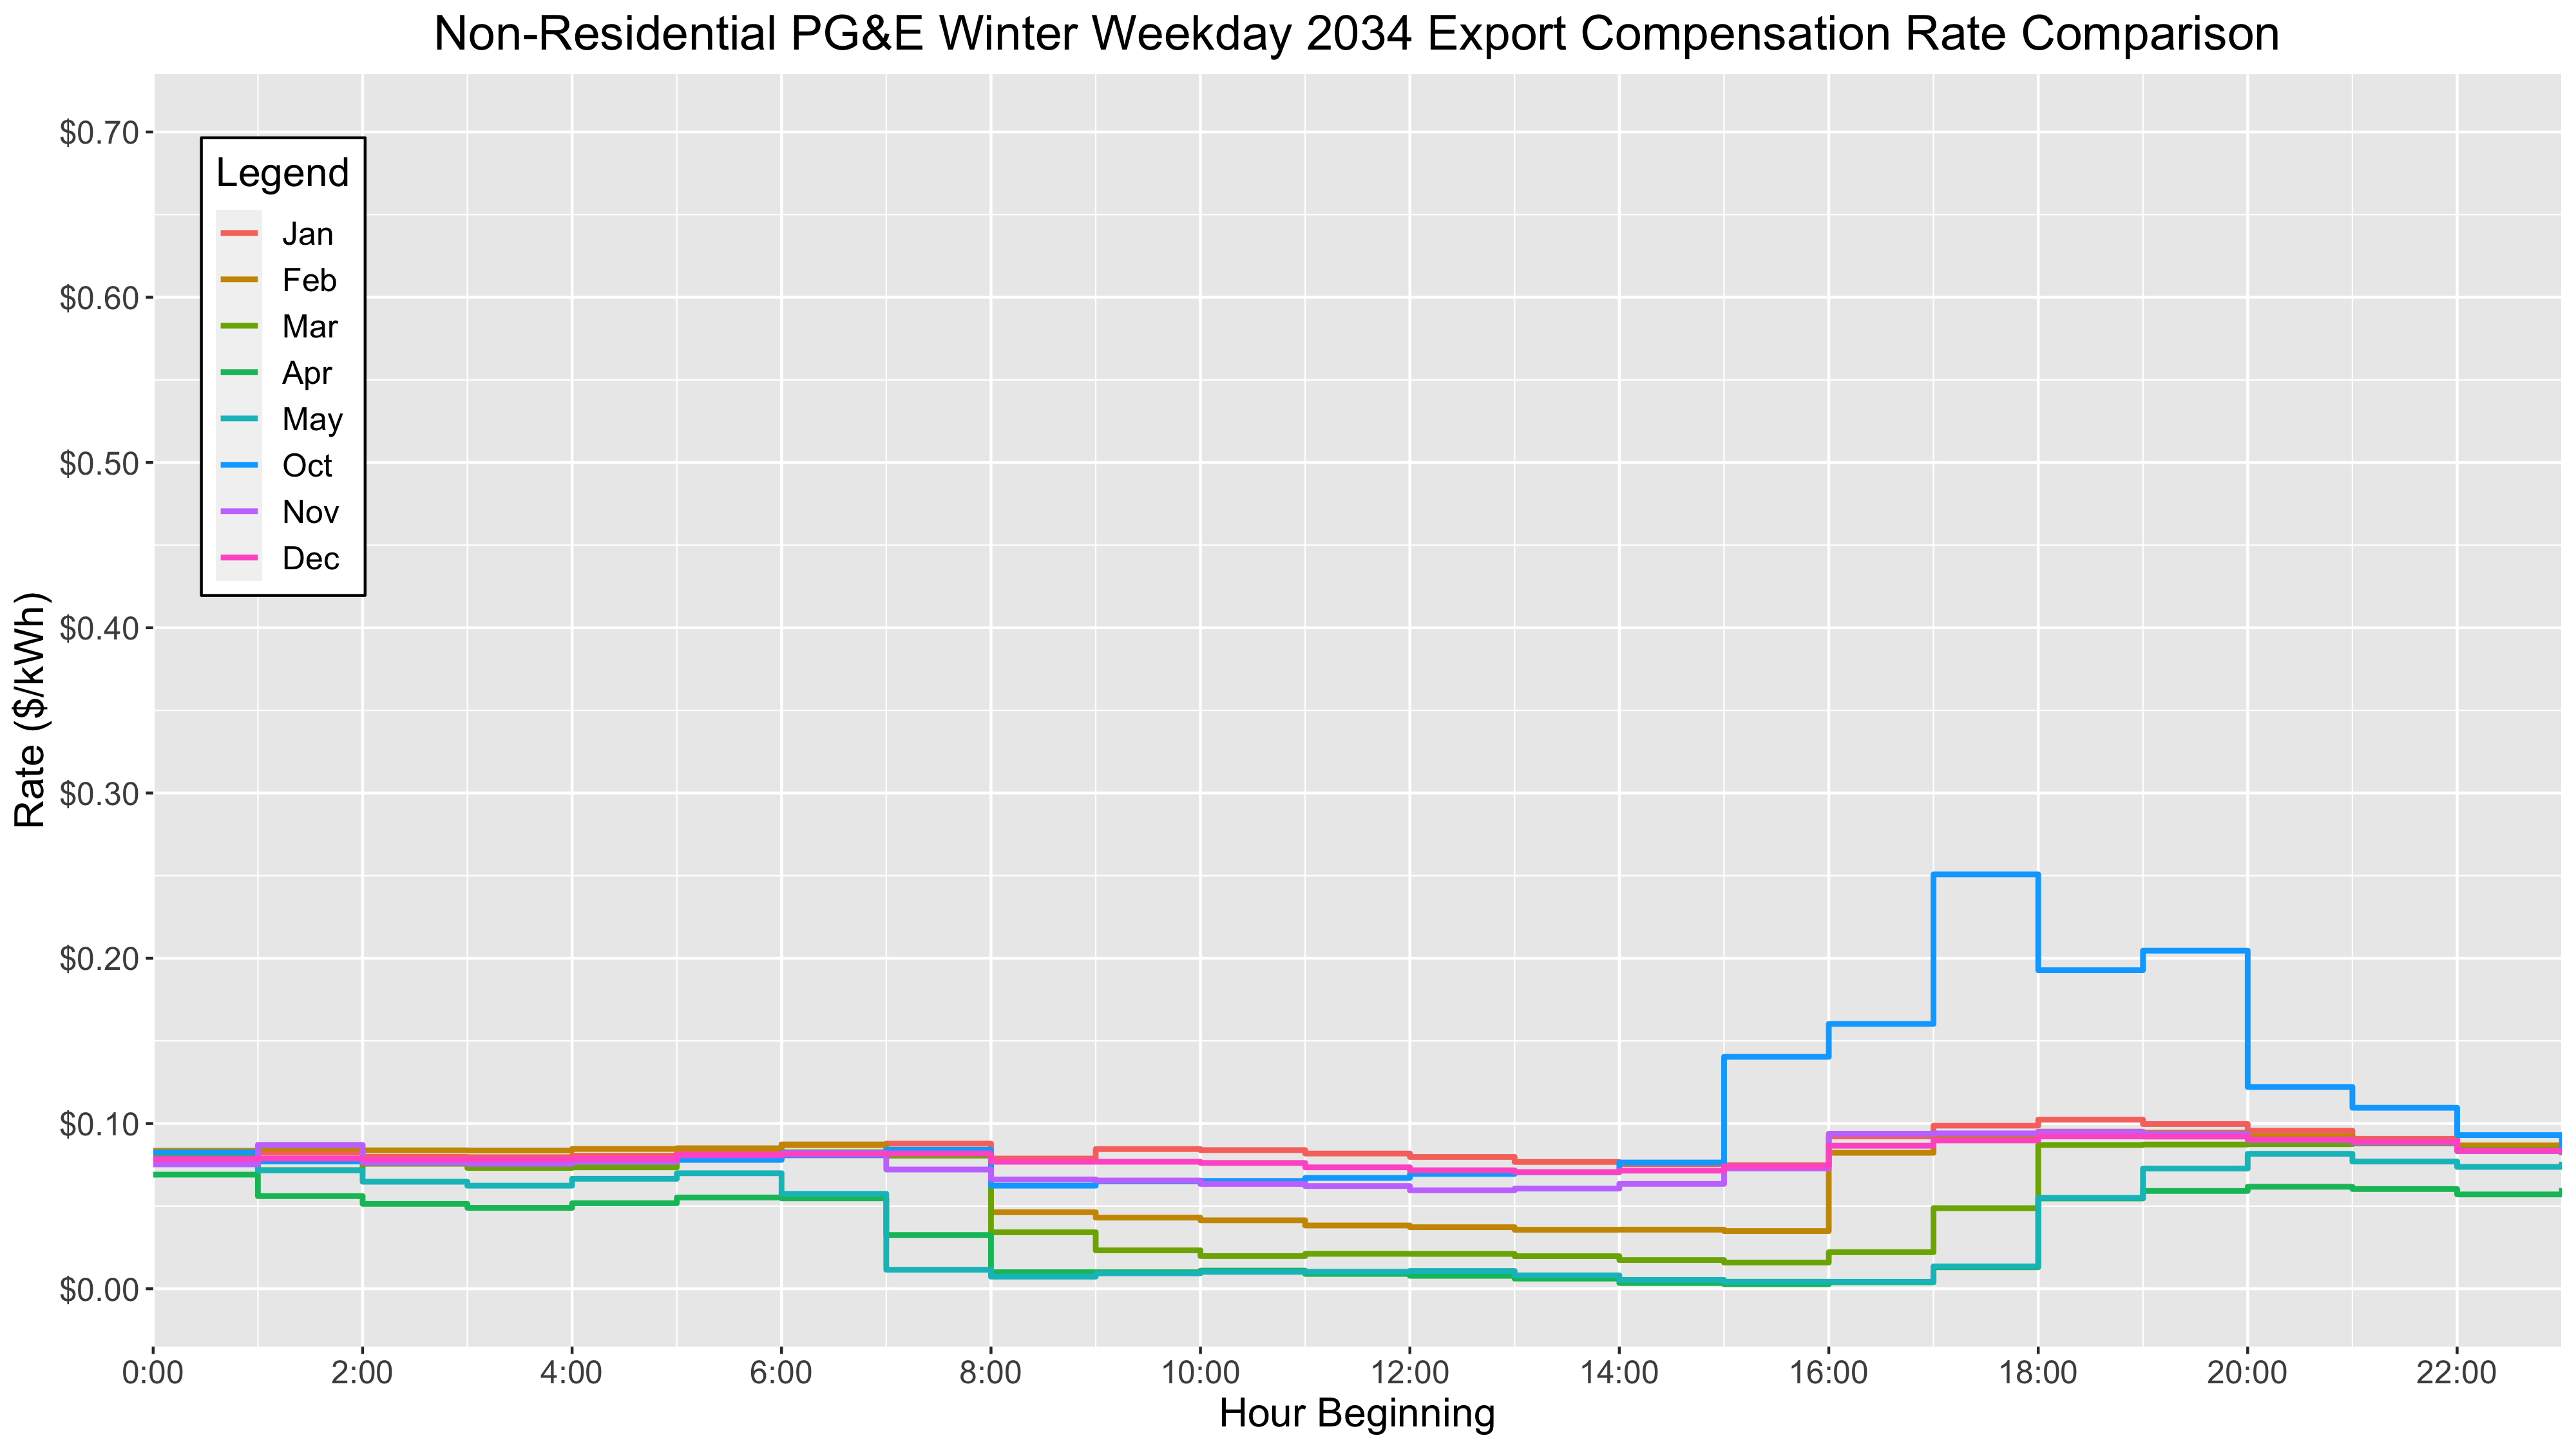 Non-Residential PG&E Winter Weekday 2034 Export Compensation Rate Comparison
$0.70
$0.60
$0.50
$0.40
$0.30
$0.20
$0.10
$0.00
Rate ($/kWh)
Legend
Jan
Feb
Mar
Apr
May
Oct
Nov
Dec
0:00 2:00 4:00 6:00 8:00 10:00 12:00 14:00 16:00 18:00 20:00 22:00
Hour Beginning